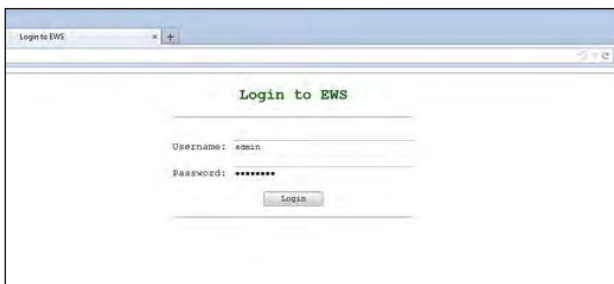 Login to EWS
Login to EWS
Username: admin
Password: ••••••••
Login